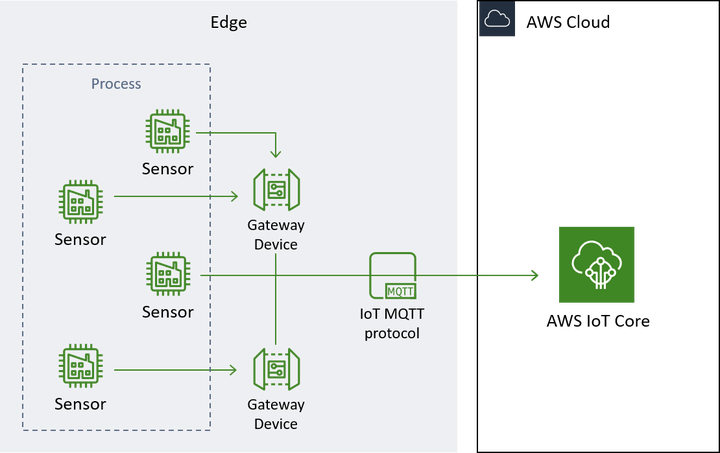 Edge
AWS Cloud
Process
Sensor
Sensor
Gateway
Device
Sensor
MQTT
IoT MQTT
protocol
AWS IoT Core
Sensor
Gateway
Device